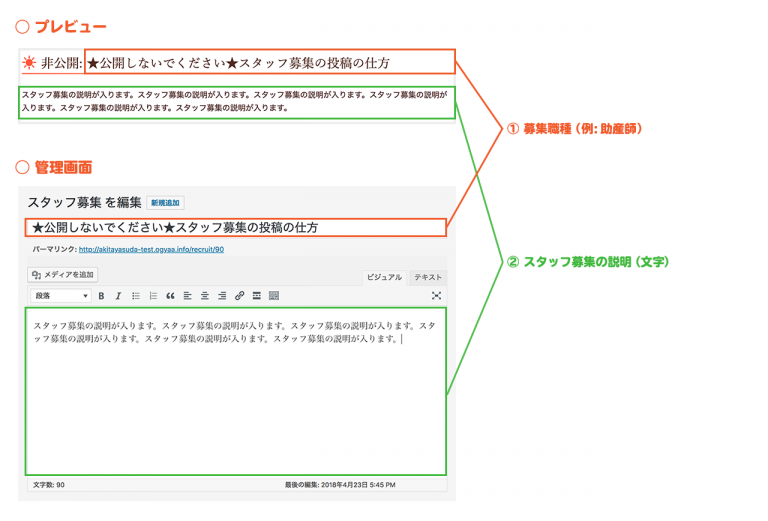 ○ プレビュー
非公開: ★公開しないでください★スタッフ募集の投稿の仕方
スタッフ募集の説明が入ります。スタッフ募集の説明が入ります。スタッフ募集の説明が入ります。スタッフ募集の説明が
入ります。スタッフ募集の説明が入ります。スタッフ募集の説明が入ります。
① 募集職種（例: 助産師）
○ 管理画面
スタッフ募集 を編集 新規追加
★公開しないでください★スタッフ募集の投稿の仕方
パーマリンク: http://akitayasuda-test.ogyaa.info/recruit/90
② スタッフ募集の説明（文字）
メディアを追加
ビジュアル テキスト
段落 B I
スタッフ募集の説明が入ります。スタッフ募集の説明が入ります。スタッフ募集の説明が入ります。スタ
ッフ募集の説明が入ります。スタッフ募集の説明が入ります。スタッフ募集の説明が入ります。
文字数: 90 最後の編集: 2018年4月23日 5:45 PM